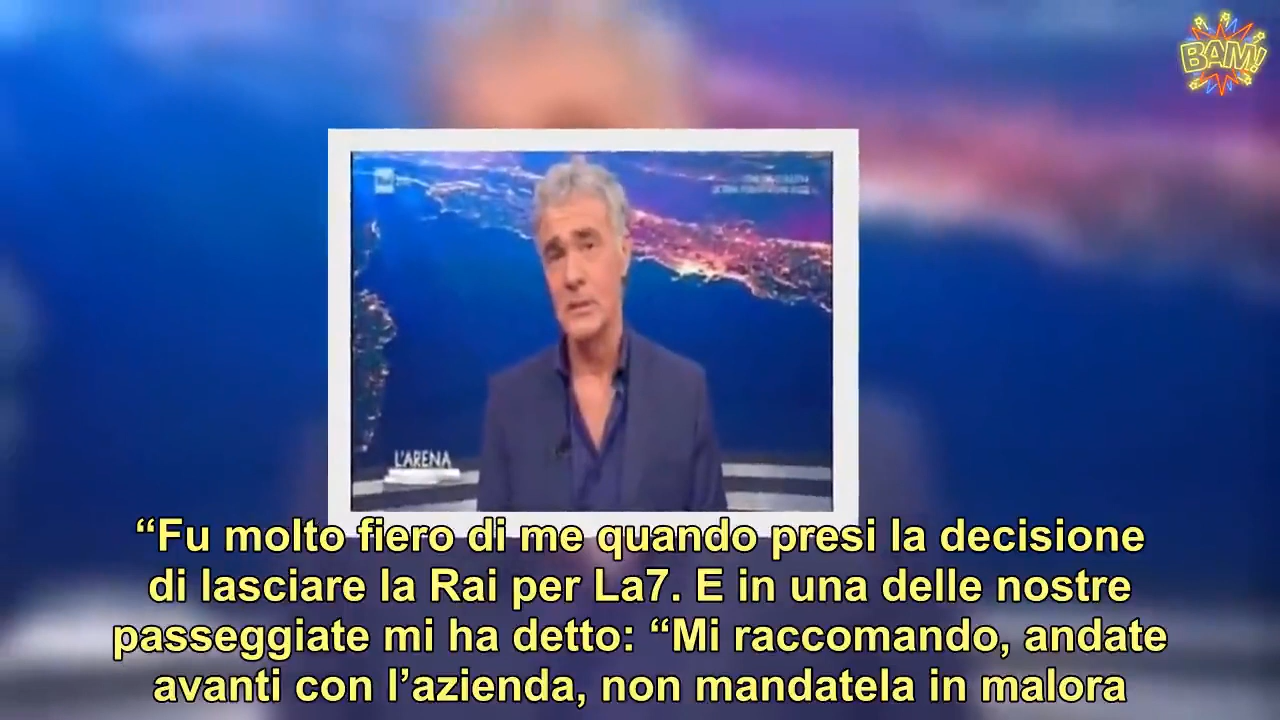 BAM!
Rai
L'ARENA
“Fu molto fiero di me quando presi la decisione
di lasciare la Rai per La7. E in una delle nostre
passeggiate mi ha detto: “Mi raccomando, andate
avanti con l’azienda, non mandatela in malora